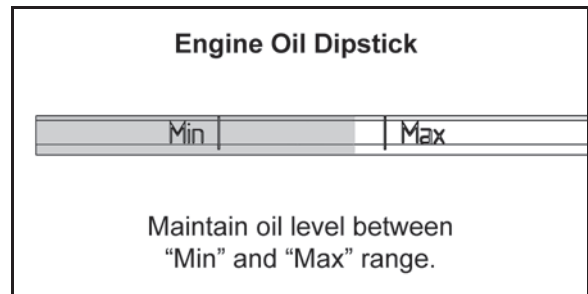 Engine Oil Dipstick
Min Max
Maintain oil level between
“Min” and “Max” range.